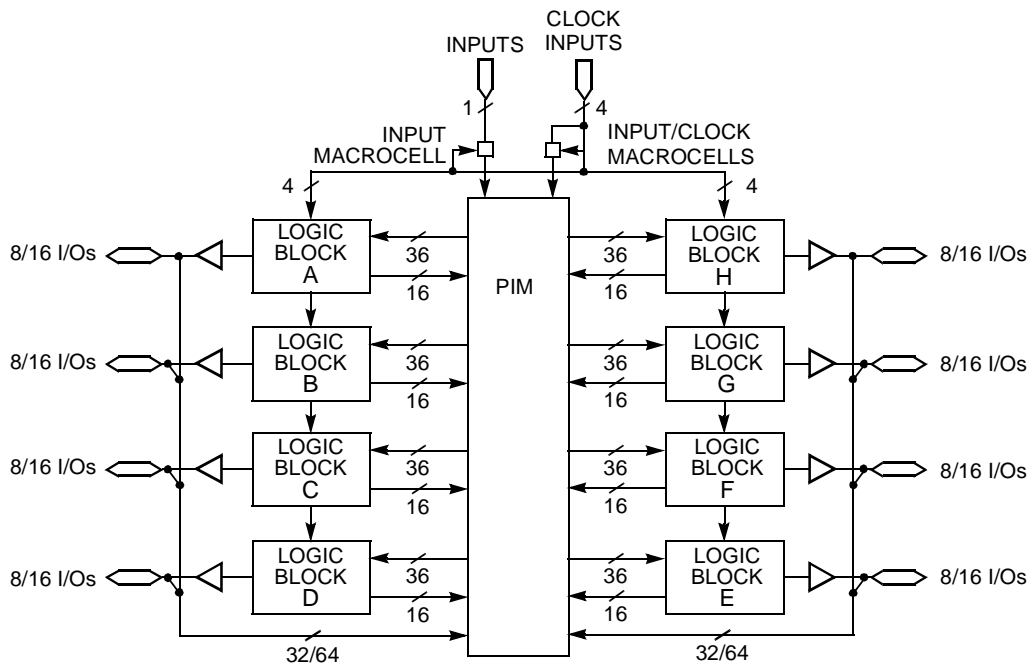 CLOCK
INPUTS
INPUTS
1
4
INPUT
MACROCELL
INPUT/CLOCK
MACROCELLS
4
4
8/16 I/Os
LOGIC
BLOCK
A
36
16
PIM
36
16
LOGIC
BLOCK
H
8/16 I/Os
8/16 I/Os
LOGIC
BLOCK
B
36
16
36
16
LOGIC
BLOCK
G
8/16 I/Os
8/16 I/Os
LOGIC
BLOCK
C
36
16
36
16
LOGIC
BLOCK
F
8/16 I/Os
8/16 I/Os
LOGIC
BLOCK
D
36
16
36
16
LOGIC
BLOCK
E
8/16 I/Os
32/64
32/64